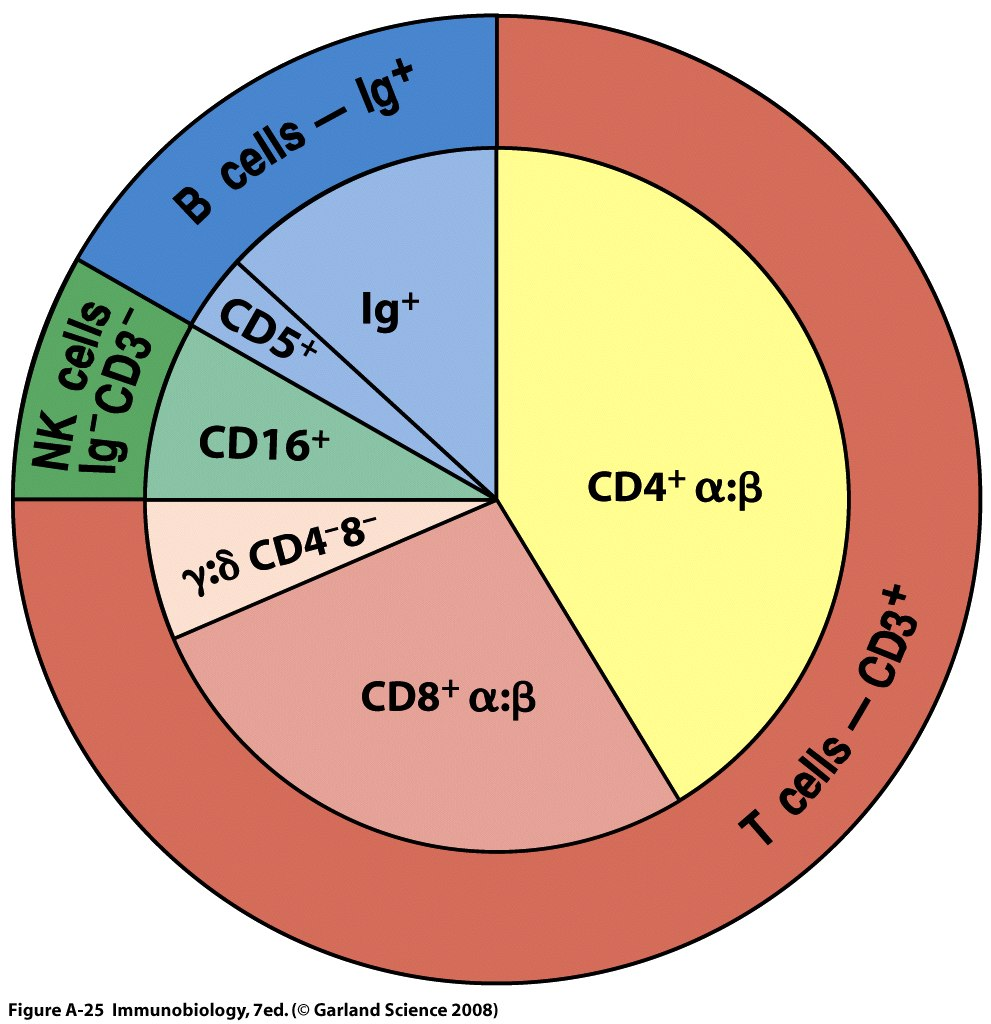 B cells — Ig⁺
Ig⁺
CD5⁺
NK cells
Ig⁻CD3⁻
CD16⁺
CD4⁺ α:β
γ:δ CD4⁻8⁻
CD8⁺ α:β
T cells — CD3⁺
Figure A-25 Immunobiology, 7ed. (© Garland Science 2008)